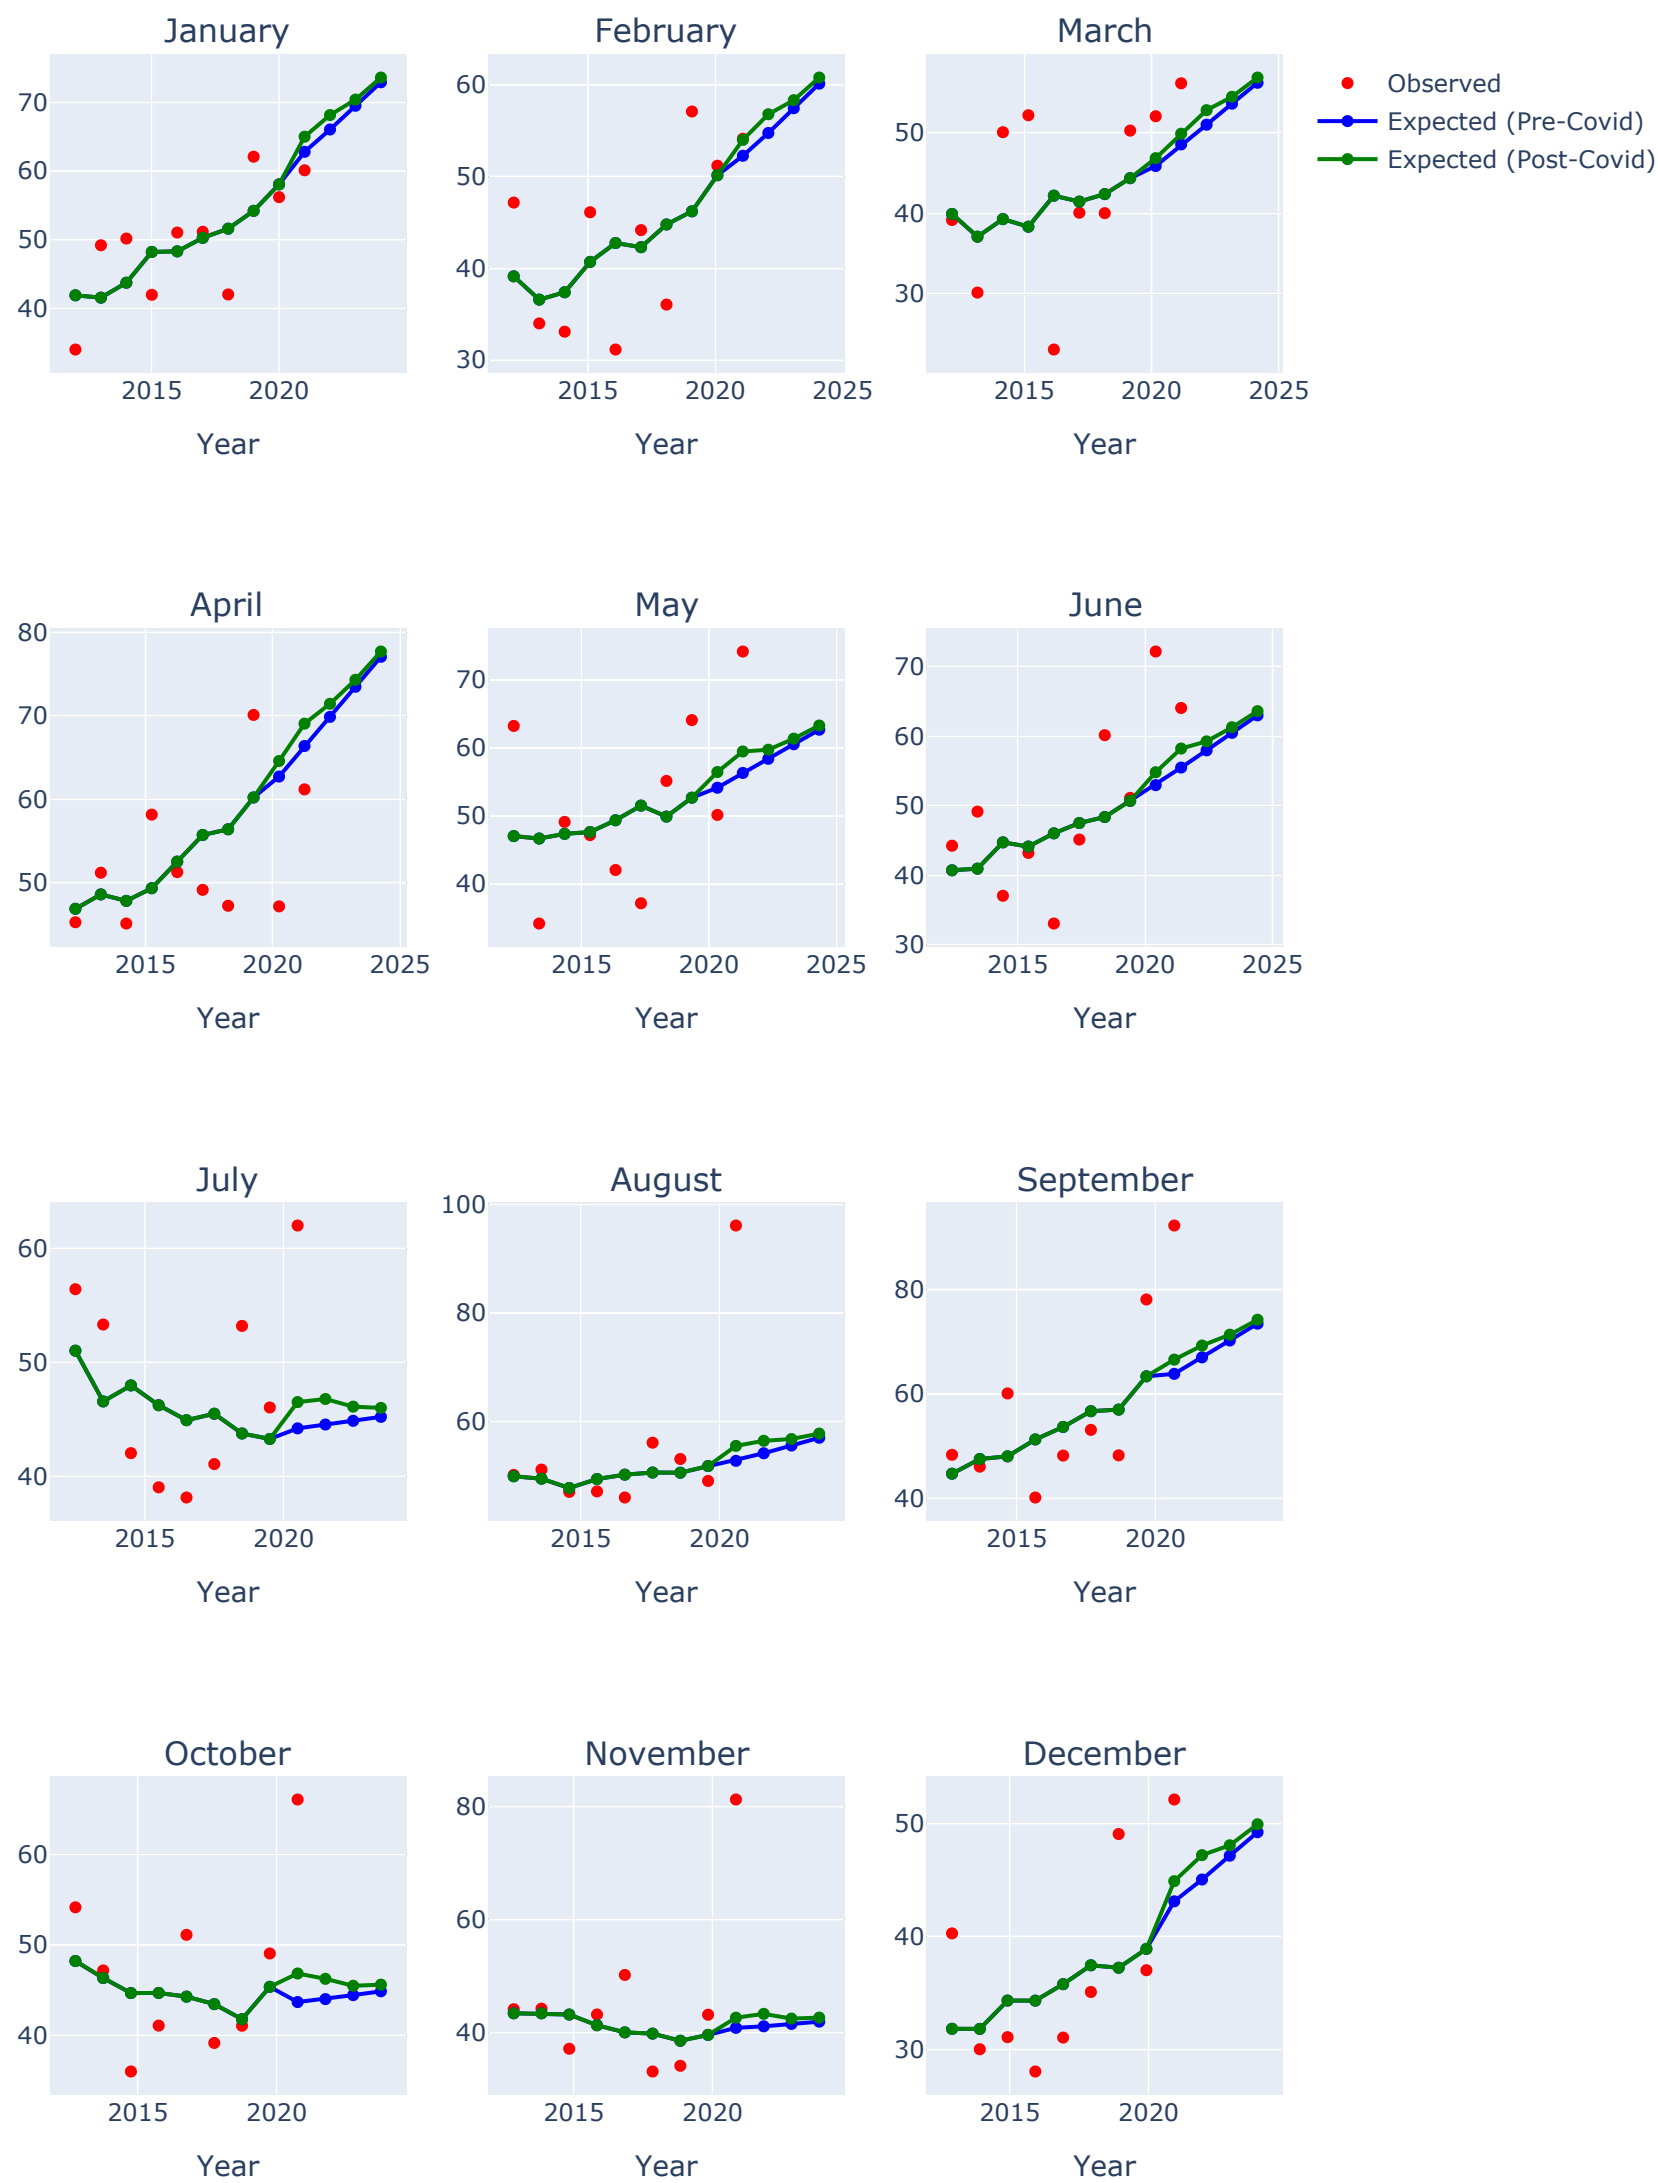 January
February
March
70
60
50
40
2015
2020
Year
60
50
40
30
2015
2020
2025
Year
50
40
30
2015
2020
2025
Year
Observed
Expected (Pre-Covid)
Expected (Post-Covid)
April
May
June
80
70
60
50
2015
2020
2025
Year
70
60
50
40
2015
2020
2025
Year
70
60
50
40
30
2015
2020
2025
Year
July
August
September
60
50
40
2015
2020
Year
100
80
60
2015
2020
Year
80
60
40
2015
2020
Year
October
November
December
60
50
40
2015
2020
Year
80
60
40
2015
2020
Year
50
40
30
2015
2020
Year